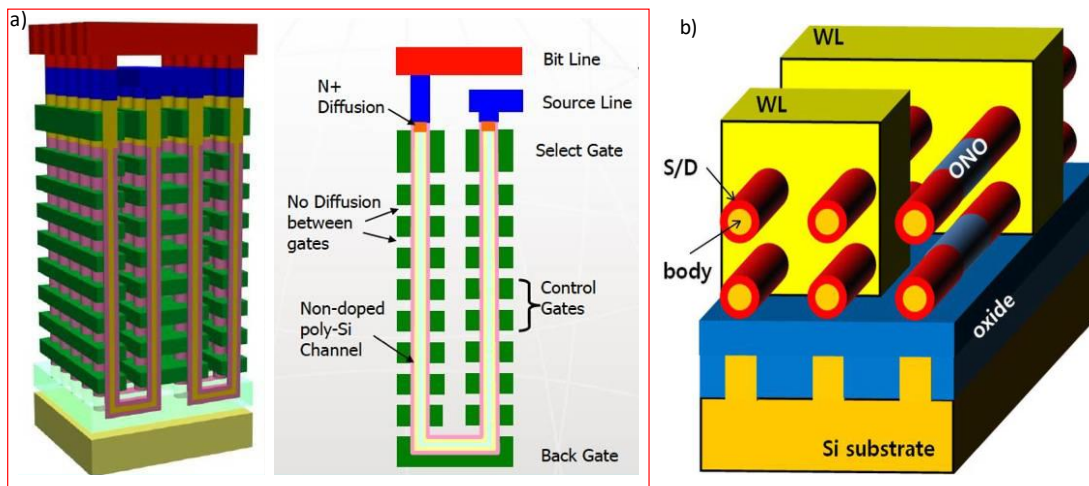 a)
Bit Line
N+
Diffusion
Source Line
Select Gate
No Diffusion
between
gates
Control
Gates
Non-doped
poly-Si
Channel
Back Gate
b)
WL
WL
S/D
ONO
body
oxide
Si substrate